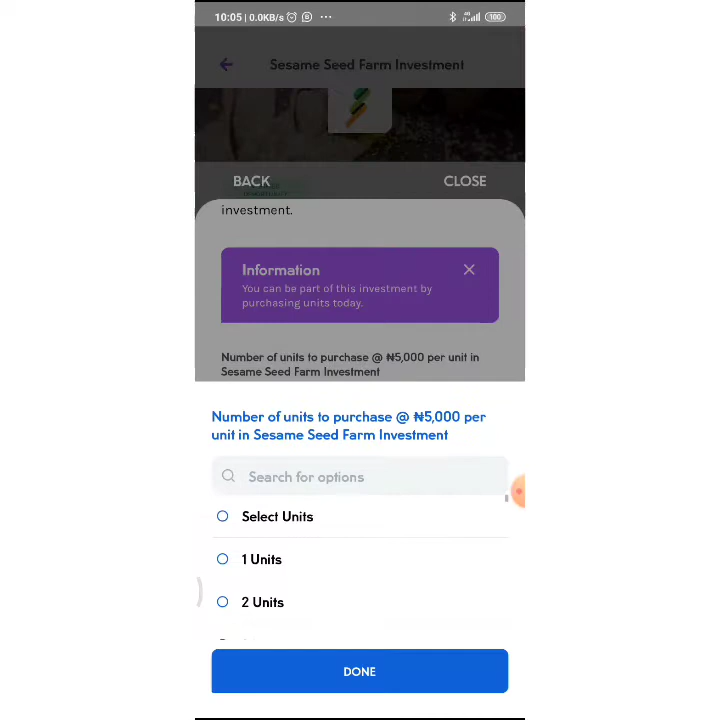 10:05 | 0.0KB/s
100
Sesame Seed Farm Investment
BACK
CLOSE
investment.
Information
You can be part of this investment by
purchasing units today.
Number of units to purchase @ ₦5,000 per unit in
Sesame Seed Farm Investment
Number of units to purchase @ ₦5,000 per
unit in Sesame Seed Farm Investment
Search for options
Select Units
1 Units
2 Units
DONE